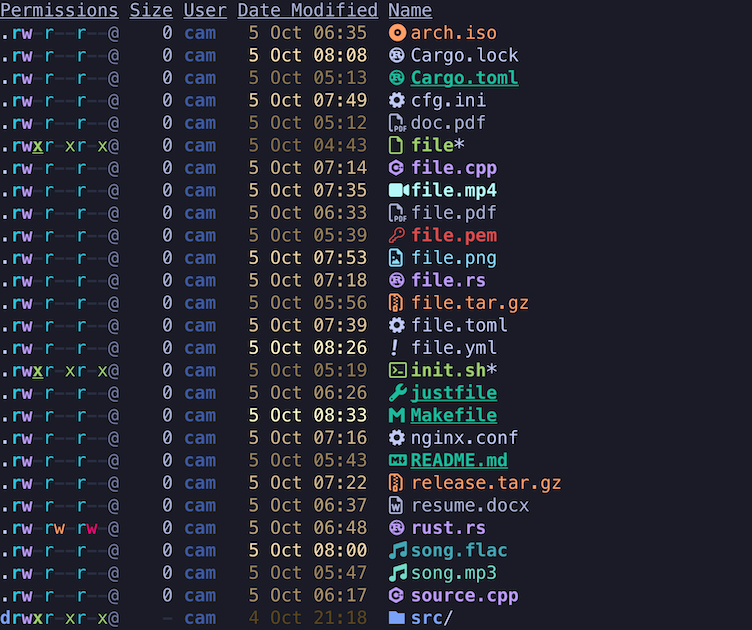 Permissions Size User Date Modified Name
.rw-r--r--@ 0 cam 5 Oct 06:35 arch.iso
.rw-r--r--@ 0 cam 5 Oct 08:08 Cargo.lock
.rw-r--r--@ 0 cam 5 Oct 05:13 Cargo.toml
.rw-r--r--@ 0 cam 5 Oct 07:49 cfg.ini
.rw-r--r--@ 0 cam 5 Oct 05:12 doc.pdf
.rwxr-xr-x@ 0 cam 5 Oct 04:43 file*
.rw-r--r--@ 0 cam 5 Oct 07:14 file.cpp
.rw-r--r--@ 0 cam 5 Oct 07:35 file.mp4
.rw-r--r--@ 0 cam 5 Oct 06:33 file.pdf
.rw-r--r--@ 0 cam 5 Oct 05:39 file.pem
.rw-r--r--@ 0 cam 5 Oct 07:53 file.png
.rw-r--r--@ 0 cam 5 Oct 07:18 file.rs
.rw-r--r--@ 0 cam 5 Oct 05:56 file.tar.gz
.rw-r--r--@ 0 cam 5 Oct 07:39 file.toml
.rw-r--r--@ 0 cam 5 Oct 08:26 file.yml
.rwxr-xr-x@ 0 cam 5 Oct 05:19 init.sh*
.rw-r--r--@ 0 cam 5 Oct 06:26 justfile
.rw-r--r--@ 0 cam 5 Oct 08:33 Makefile
.rw-r--r--@ 0 cam 5 Oct 07:16 nginx.conf
.rw-r--r--@ 0 cam 5 Oct 05:43 README.md
.rw-r--r--@ 0 cam 5 Oct 07:22 release.tar.gz
.rw-r--r--@ 0 cam 5 Oct 06:37 resume.docx
.rw-rw-rw-@ 0 cam 5 Oct 06:48 rust.rs
.rw-r--r--@ 0 cam 5 Oct 08:00 song.flac
.rw-r--r--@ 0 cam 5 Oct 05:47 song.mp3
.rw-r--r--@ 0 cam 5 Oct 06:17 source.cpp
drwxr-xr-x@ - cam 4 Oct 21:18 src/